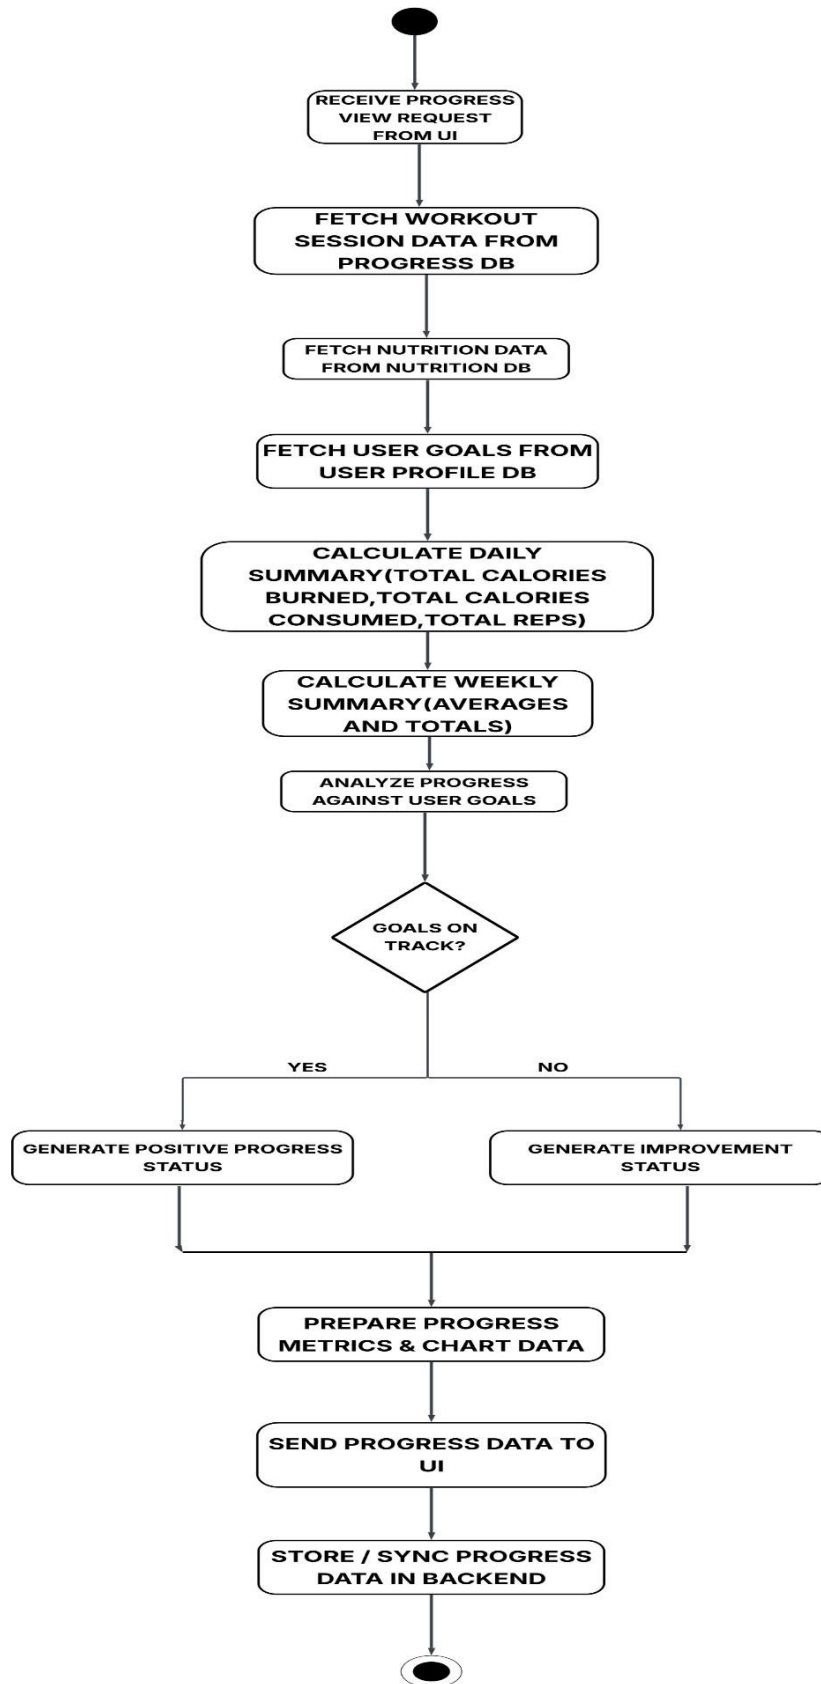 RECEIVE PROGRESS
VIEW REQUEST
FROM UI
FETCH WORKOUT
SESSION DATA FROM
PROGRESS DB
FETCH NUTRITION DATA
FROM NUTRITION DB
FETCH USER GOALS FROM
USER PROFILE DB
CALCULATE DAILY
SUMMARY(TOTAL CALORIES
BURNED,TOTAL CALORIES
CONSUMED,TOTAL REPS)
CALCULATE WEEKLY
SUMMARY(AVERAGES
AND TOTALS)
ANALYZE PROGRESS
AGAINST USER GOALS
GOALS ON
TRACK?
YES
NO
GENERATE POSITIVE PROGRESS
STATUS
GENERATE IMPROVEMENT
STATUS
PREPARE PROGRESS
METRICS & CHART DATA
SEND PROGRESS DATA TO
UI
STORE / SYNC PROGRESS
DATA IN BACKEND